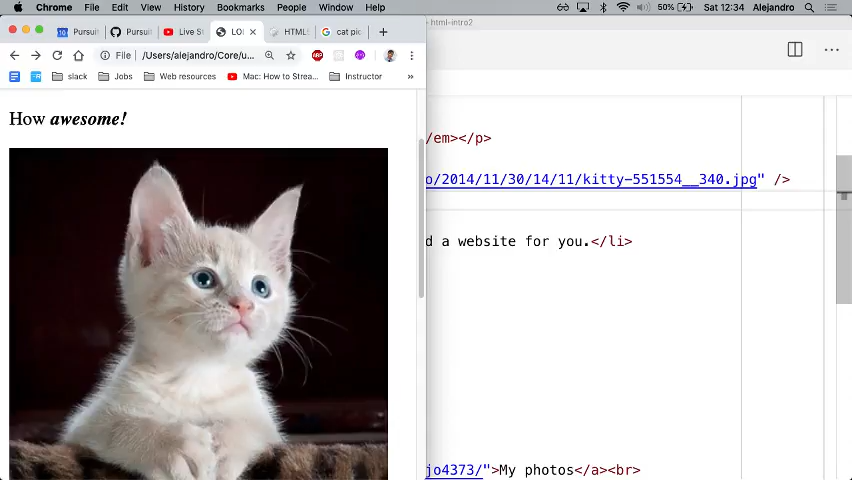 Chrome File Edit View History Bookmarks People Window Help 50% Sat 12:34 Alejandro
html-intro2
Pursuit Pursuit Live St LO HTML cat pic
File /Users/alejandro/Core/u...
slack Jobs Web resources Mac: How to Strea... Instructor
How awesome!
/em></p>
o/2014/11/30/14/11/kitty-551554__340.jpg" />
d a website for you.</li>
jo4373/">My photos</a><br>